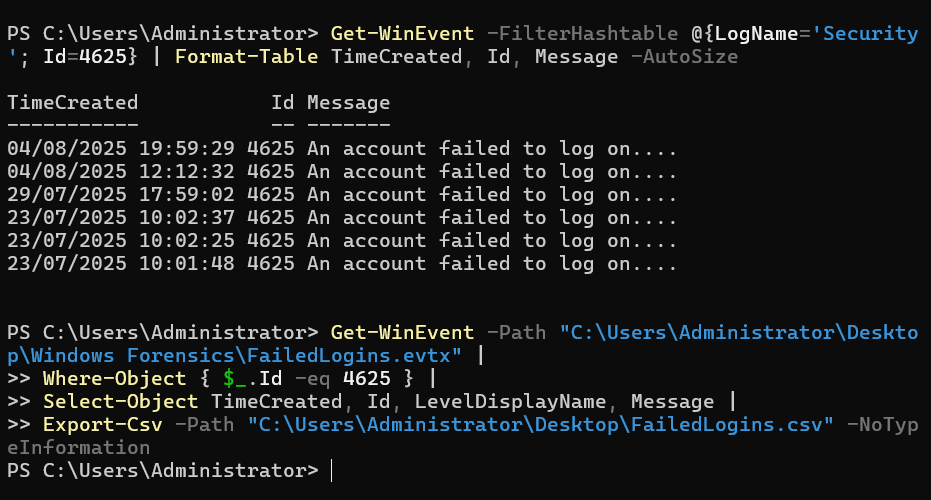 PS C:\Users\Administrator> Get-WinEvent -FilterHashtable @{LogName='Security
'; Id=4625} | Format-Table TimeCreated, Id, Message -AutoSize
TimeCreated Id Message
----------- -- -------
04/08/2025 19:59:29 4625 An account failed to log on....
04/08/2025 12:12:32 4625 An account failed to log on....
29/07/2025 17:59:02 4625 An account failed to log on....
23/07/2025 10:02:37 4625 An account failed to log on....
23/07/2025 10:02:25 4625 An account failed to log on....
23/07/2025 10:01:48 4625 An account failed to log on....
PS C:\Users\Administrator> Get-WinEvent -Path "C:\Users\Administrator\Deskto
p\Windows Forensics\FailedLogins.evtx" |
>> Where-Object { $_.Id -eq 4625 } |
>> Select-Object TimeCreated, Id, LevelDisplayName, Message |
>> Export-Csv -Path "C:\Users\Administrator\Desktop\FailedLogins.csv" -NoTyp
eInformation
PS C:\Users\Administrator>